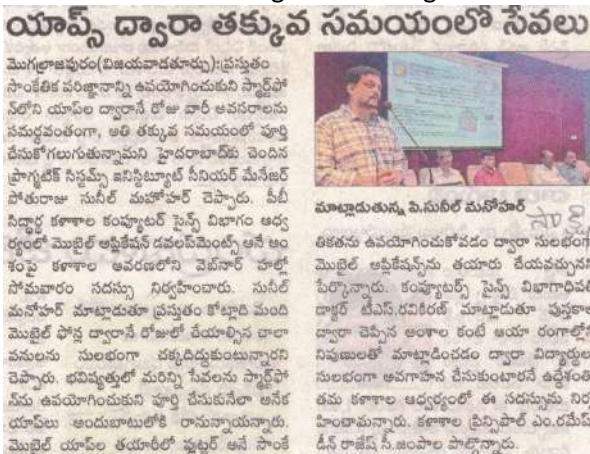 యాప్స్ ద్వారా తక్కువ సమయంలో సేవలు
మొగల్రాజపురం(విజయవాడతూర్పు):ప్రస్తుతం
సాంకేతిక పరిజ్ఞానాన్ని ఉపయోగించుకుని స్మార్ట్‌ఫో
న్‌లోని యాప్‌ల ద్వారానే రోజు వారీ అవసరాలను
సమర్థవంతంగా, అతి తక్కువ సమయంలో పూర్తి
చేసుకోగలుగుతున్నామని హైదరాబాద్‌కు చెందిన
ప్రాగ్మటిక్ సిస్టమ్స్ ఇనిస్టిట్యూట్ సీనియర్ మేనేజర్
పోతురాజు సునీల్ మహోహర్ చెప్పారు. పీబీ
సిద్ధార్థ కళాశాల కంప్యూటర్ సైన్స్ విభాగం ఆధ్వ
ర్యంలో మొబైల్ అప్లికేషన్ డవలప్‌మెంట్స్ అనే అం
శంపై కళాశాల ఆవరణలోని వెబ్‌నార్ హాల్లో
సోమవారం సదస్సు నిర్వహించారు. సునీల్
మనోహర్ మాట్లాడుతూ ప్రస్తుతం కోట్లాది మంది
మొబైల్ ఫోన్ల ద్వారానే రోజులో చేయాల్సిన చాలా
పనులను సులభంగా చక్కదిద్దుకుంటున్నారని
చెప్పారు. భవిష్యత్తులో మరిన్ని సేవలను స్మార్ట్‌ఫో
న్‌ను ఉపయోగించుకుని పూర్తి చేసుకునేలా అనేక
యాప్‌లు అందుబాటులోకి రానున్నాయన్నారు.
మొబైల్ యాప్‌ల తయారీలో ఫ్లట్టర్ అనే సాంకే
మాట్లాడుతున్న పి.సునీల్ మనోహర్
సాక్షి
తికతను ఉపయోగించుకోవడం ద్వారా సులభంగా
మొబైల్ అప్లికేషన్స్‌ను తయారు చేయవచ్చునని
పేర్కొన్నారు. కంప్యూటర్స్ సైన్స్ విభాగాధిపతి
డాక్టర్ టీఎస్.రవికిరణ్ మాట్లాడుతూ పుస్తకాల
ద్వారా చెప్పిన అంశాల కంటే ఆయా రంగాల్లోని
నిపుణులతో మాట్లాడించడం ద్వారా విద్యార్థులు
సులభంగా అవగాహన చేసుకుంటారనే ఉద్దేశంతో
తమ కళాశాల ఆధ్వర్యంలో ఈ సదస్సును నిర్వ
హించామన్నారు. కళాశాల ప్రిన్సిపాల్ ఎం.రమేష్,
డీన్ రాజేష్ సీ.జంపాల పాల్గొన్నారు.